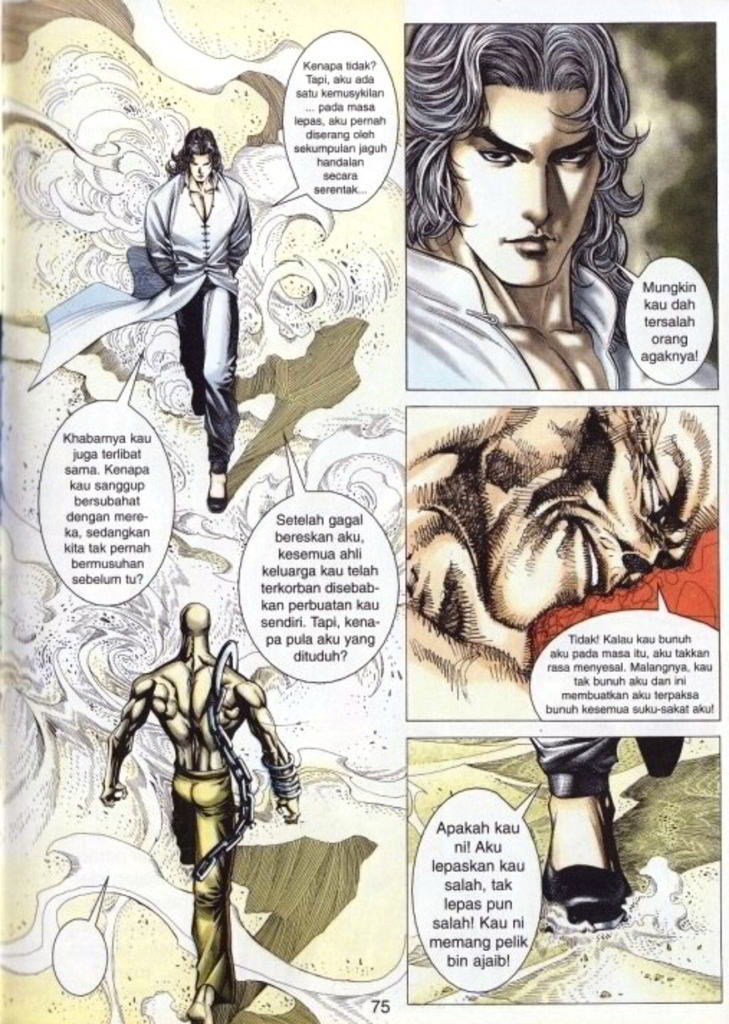 Kenapa tidak?
Tapi, aku ada
satu kemusykilan
... pada masa
lepas, aku pernah
diserang oleh
sekumpulan jaguh
handalan
secara
serentak...
Khabarnya kau
juga terlibat
sama. Kenapa
kau sanggup
bersubahat
dengan mere-
ka, sedangkan
kita tak pernah
bermusuhan
sebelum tu?
Setelah gagal
bereskan aku,
kesemua ahli
keluarga kau telah
terkorban disebab-
kan perbuatan kau
sendiri. Tapi, kena-
pa pula aku yang
dituduh?
Mungkin
kau dah
tersalah
orang
agaknya!
Tidak! Kalau kau bunuh
aku pada masa itu, aku takkan
rasa menyesal. Malangnya, kau
tak bunuh aku dan ini
membuatkan aku terpaksa
bunuh kesemua suku-sakat aku!
Apakah kau
ni! Aku
lepaskan kau
salah, tak
lepas pun
salah! Kau ni
memang pelik
bin ajaib!
75